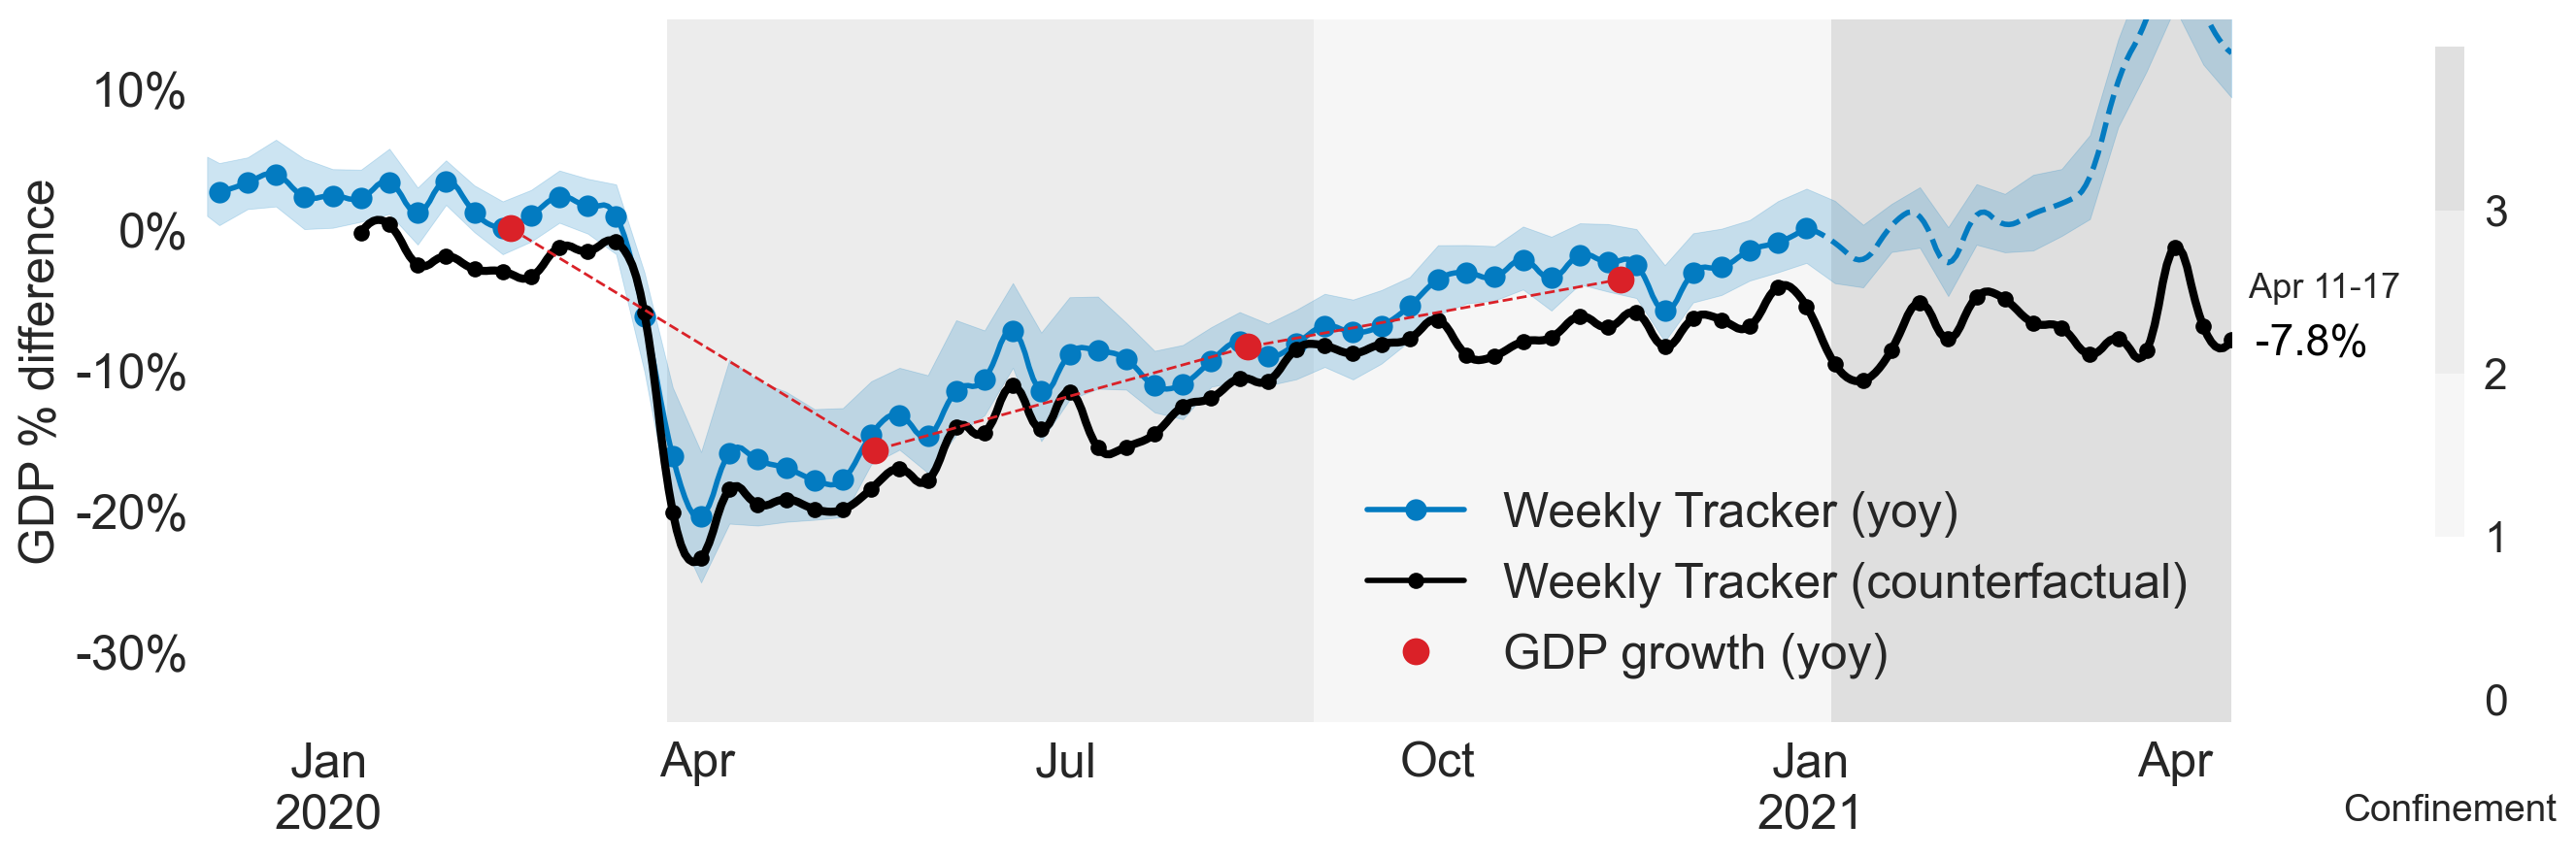 GDP % difference
10%
0%
-10%
-20%
-30%
Jan
2020
Apr
Jul
Oct
Jan
2021
Apr
Weekly Tracker (yoy)
Weekly Tracker (counterfactual)
GDP growth (yoy)
Apr 11-17
-7.8%
3
2
1
0
Confinement